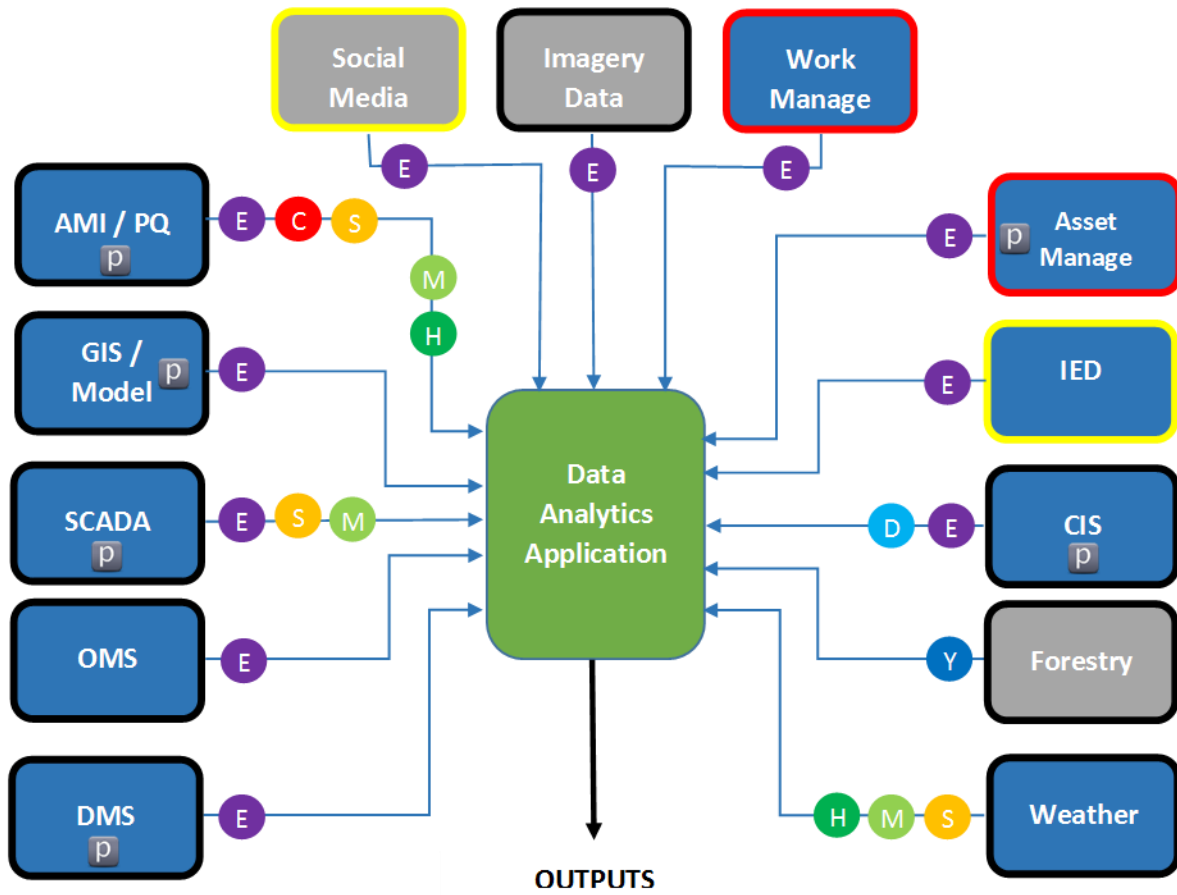 Social
Media
Imagery
Data
Work
Manage
E
E
E
AMI / PQ
p
E C S
M
H
E
p Asset
Manage
GIS /
Model p
E
E
IED
SCADA
p
E S M
Data
Analytics
Application
D E
CIS
p
OMS
E
Y
Forestry
DMS
p
E
H M S
Weather
OUTPUTS